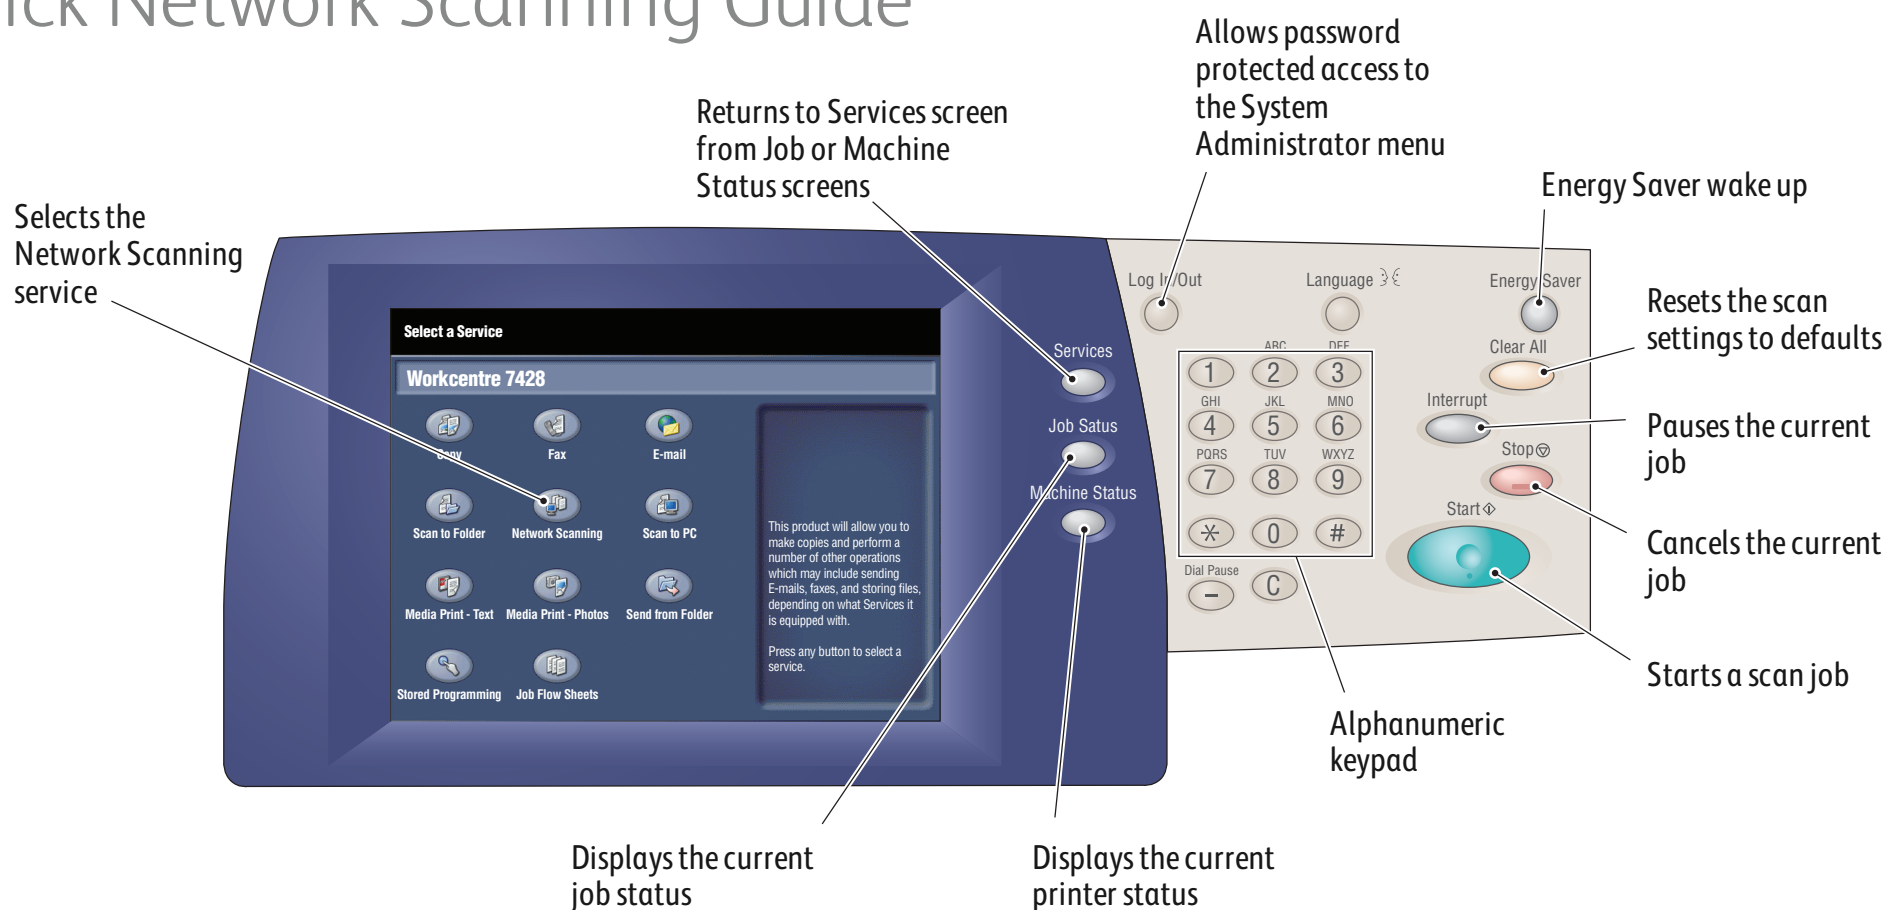 ick Network Scanning Guide
Allows password
protected access to
the System
Administrator menu
Returns to Services screen
from Job or Machine
Status screens
Energy Saver wake up
Selects the
Network Scanning
service
Log In/Out
Language
Energy Saver
Resets the scan
settings to defaults
Select a Service
Workcentre 7428
Copy
Fax
E-mail
Scan to Folder
Network Scanning
Scan to PC
Media Print - Text
Media Print - Photos
Send from Folder
Stored Programming
Job Flow Sheets
This product will allow you to
make copies and perform a
number of other operations
which may include sending
E-mails, faxes, and storing files,
depending on what Services it
is equipped with.
Press any button to select a
service.
Services
Job Satus
Machine Status
ABC
DEF
1
2
3
GHI
JKL
MNO
4
5
6
PQRS
TUV
WXYZ
7
8
9
*
0
#
Dial Pause
-
C
Clear All
Interrupt
Stop
Start
Pauses the current
job
Cancels the current
job
Starts a scan job
Alphanumeric
keypad
Displays the current
job status
Displays the current
printer status